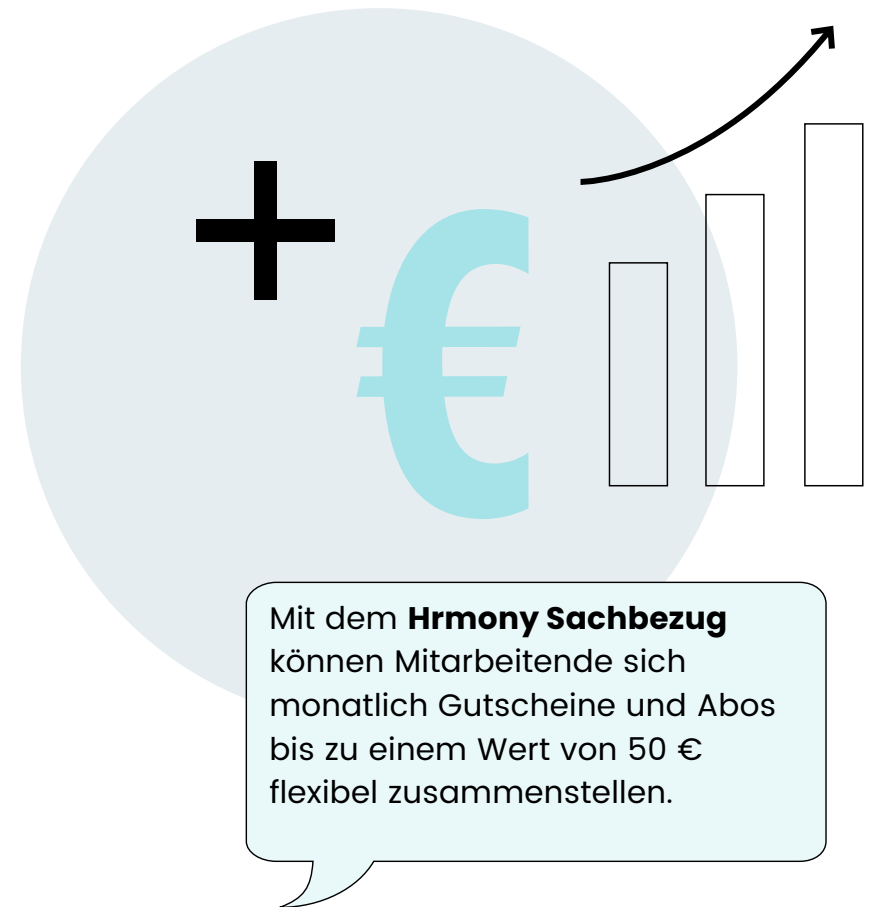 €
Mit dem Hrmony Sachbezug
können Mitarbeitende sich
monatlich Gutscheine und Abos
bis zu einem Wert von 50 €
flexibel zusammenstellen.